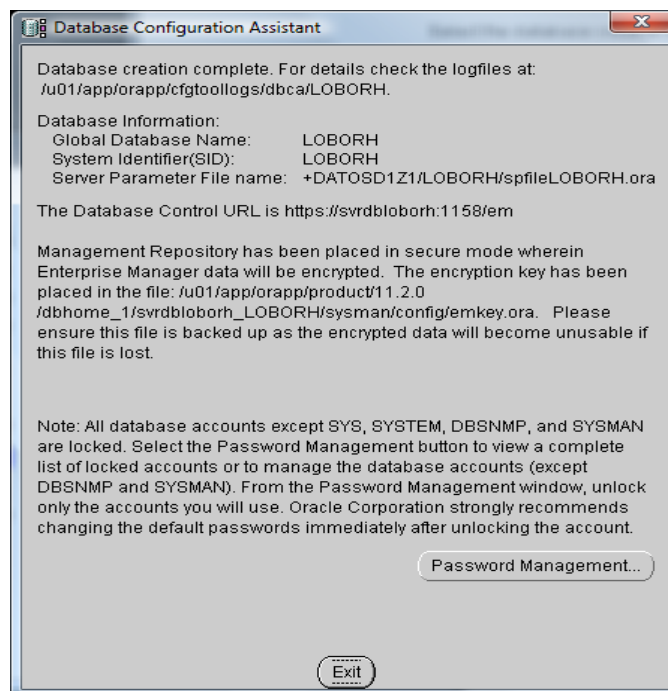 Database Configuration Assistant
Database creation complete. For details check the logfiles at:
/u01/app/orapp/cfgtoollogs/dbca/LOBORH.
Database Information:
Global Database Name: LOBORH
System Identifier(SID): LOBORH
Server Parameter File name: +DATOSD1Z1/LOBORH/spfileLOBORH.ora
The Database Control URL is https://svrdbloborh:1158/em
Management Repository has been placed in secure mode wherein
Enterprise Manager data will be encrypted. The encryption key has been
placed in the file: /u01/app/orapp/product/11.2.0
/dbhome_1/svrdbloborh_LOBORH/sysman/config/emkey.ora. Please
ensure this file is backed up as the encrypted data will become unusable if
this file is lost.
Note: All database accounts except SYS, SYSTEM, DBSNMP, and SYSMAN
are locked. Select the Password Management button to view a complete
list of locked accounts or to manage the database accounts (except
DBSNMP and SYSMAN). From the Password Management window, unlock
only the accounts you will use. Oracle Corporation strongly recommends
changing the default passwords immediately after unlocking the account.
Password Management...
Exit